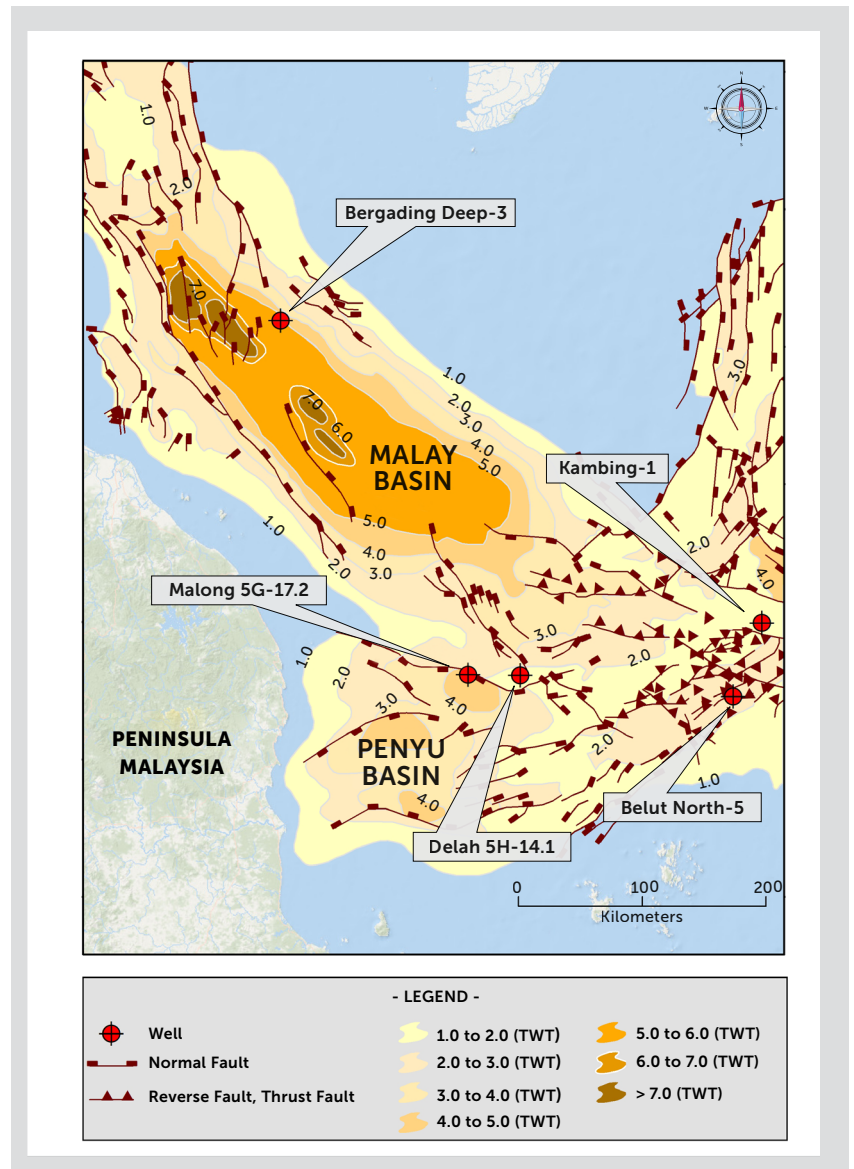 N
W
E
S
1.0
2.0
Bergading Deep-3
7.0
3.0
1.0
2.0
3.0
4.0
5.0
7.0
6.0
MALAY
BASIN
Kambing-1
5.0
1.0
4.0
2.0
3.0
2.0
4.0
Malong 5G-17.2
3.0
1.0
2.0
2.0
3.0
4.0
PENINSULA
MALAYSIA
PENYU
BASIN
2.0
1.0
4.0
Belut North-5
Delah 5H-14.1
0 100 200
Kilometers
- LEGEND -
Well
Normal Fault
Reverse Fault, Thrust Fault
1.0 to 2.0 (TWT)
2.0 to 3.0 (TWT)
3.0 to 4.0 (TWT)
4.0 to 5.0 (TWT)
5.0 to 6.0 (TWT)
6.0 to 7.0 (TWT)
> 7.0 (TWT)